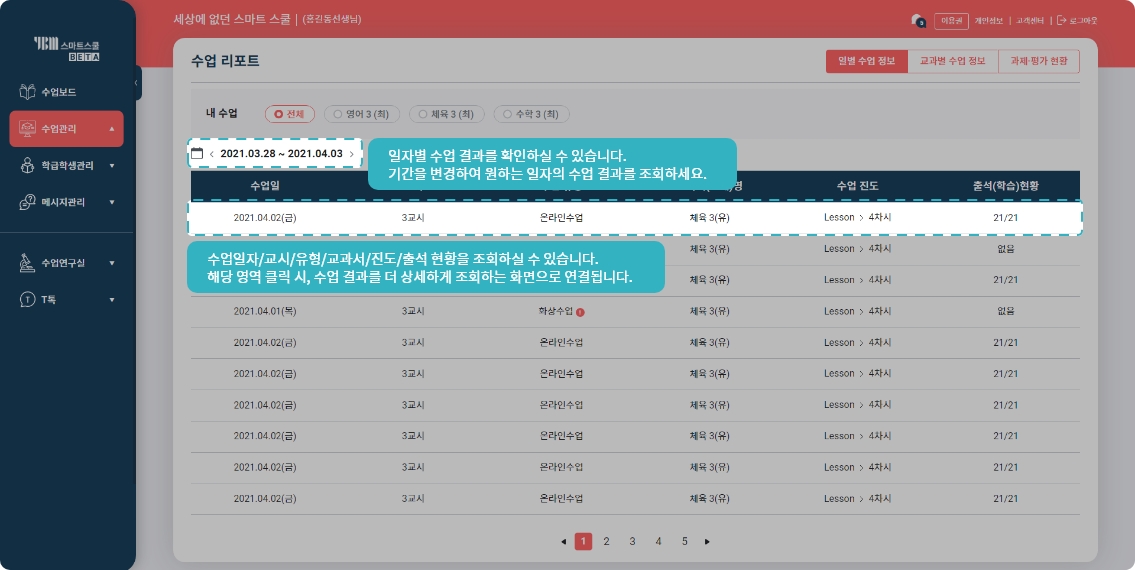 세상에 없던 스마트 스쿨 | (홍길동선생님)
5 이용권 개인정보 | 고객센터 | 로그아웃
YBM 스마트스쿨
BETA
수업보드
수업관리
학급학생관리
메시지관리
수업연구실
T T톡
수업 리포트
일별 수업 정보 교과별 수업 정보 과제·평가 현황
내 수업 전체 영어 3 (최) 체육 3 (최) 수학 3 (최)
2021.03.28 ~ 2021.04.03
일자별 수업 결과를 확인하실 수 있습니다.
기간을 변경하여 원하는 일자의 수업 결과를 조회하세요.
수업일 명 수업 진도 출석(학습)현황
2021.04.02(금) 3교시 온라인수업 체육 3(유) Lesson > 4차시 21/21
체육 3(유) Lesson > 4차시 없음
수업일자/교시/유형/교과서/진도/출석 현황을 조회하실 수 있습니다.
해당 영역 클릭 시, 수업 결과를 더 상세하게 조회하는 화면으로 연결됩니다.
체육 3(유) Lesson > 4차시 21/21
2021.04.01(목) 3교시 화상수업 체육 3(유) Lesson > 4차시 없음
2021.04.02(금) 3교시 온라인수업 체육 3(유) Lesson > 4차시 21/21
2021.04.02(금) 3교시 온라인수업 체육 3(유) Lesson > 4차시 21/21
2021.04.02(금) 3교시 온라인수업 체육 3(유) Lesson > 4차시 21/21
2021.04.02(금) 3교시 온라인수업 체육 3(유) Lesson > 4차시 21/21
2021.04.02(금) 3교시 온라인수업 체육 3(유) Lesson > 4차시 21/21
2021.04.02(금) 3교시 온라인수업 체육 3(유) Lesson > 4차시 21/21
1 2 3 4 5